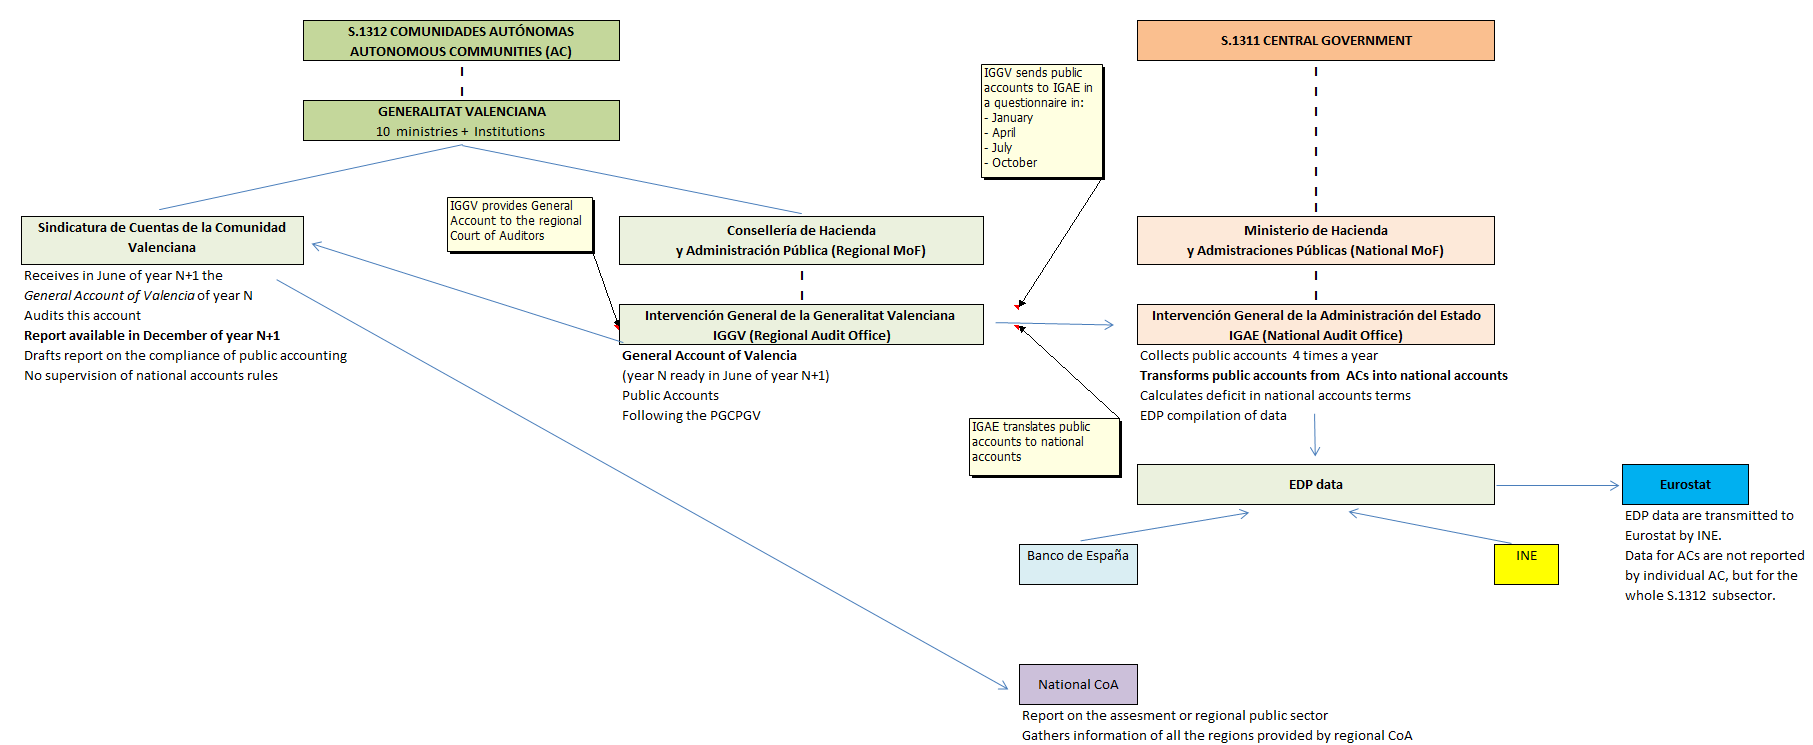 S.1312 COMUNIDADES AUTÓNOMAS
AUTONOMOUS COMMUNITIES (AC)
S.1311 CENTRAL GOVERNMENT
IGGV sends public
accounts to IGAE in
a questionnaire in:
- January
- April
- July
- October
GENERALITAT VALENCIANA
10 ministries + Institutions
IGGV provides General
Account to the regional
Court of Auditors
Sindicatura de Cuentas de la Comunidad
Valenciana
Receives in June of year N+1 the
General Account of Valencia of year N
Audits this account
Report available in December of year N+1
Drafts report on the compliance of public accounting
No supervision of national accounts rules
Consellería de Hacienda
y Administración Pública (Regional MoF)
Ministerio de Hacienda
y Admistraciones Públicas (National MoF)
Intervención General de la Generalitat Valenciana
IGGV (Regional Audit Office)
General Account of Valencia
(year N ready in June of year N+1)
Public Accounts
Following the PGCPGV
Intervención General de la Administración del Estado
IGAE (National Audit Office)
Collects public accounts 4 times a year
Transforms public accounts from ACs into national accounts
Calculates deficit in national accounts terms
EDP compilation of data
IGAE translates public
accounts to national
accounts
EDP data
Eurostat
EDP data are transmitted to
Eurostat by INE.
Data for ACs are not reported
by individual AC, but for the
whole S.1312 subsector.
Banco de España
INE
National CoA
Report on the assesment or regional public sector
Gathers information of all the regions provided by regional CoA